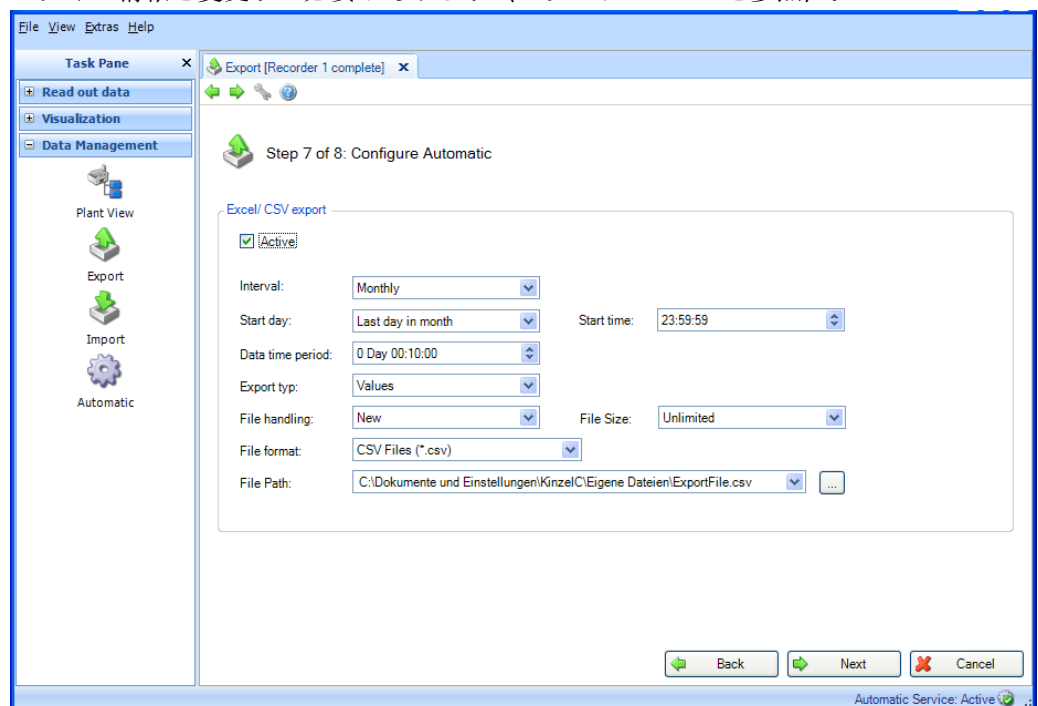 File View Extras Help
Task Pane
Export [Recorder 1 complete]
Read out data
Visualization
Data Management
Plant View
Export
Import
Automatic
Step 7 of 8: Configure Automatic
Excel/ CSV export
Active
Interval: Monthly
Start day: Last day in month Start time: 23:59:59
Data time period: 0 Day 00:10:00
Export typ: Values
File handling: New File Size: Unlimited
File format: CSV Files (*.csv)
File Path: C:\Dokumente und Einstellungen\KinzelC\Eigene Dateien\ExportFile.csv ...
Back Next Cancel
Automatic Service: Active